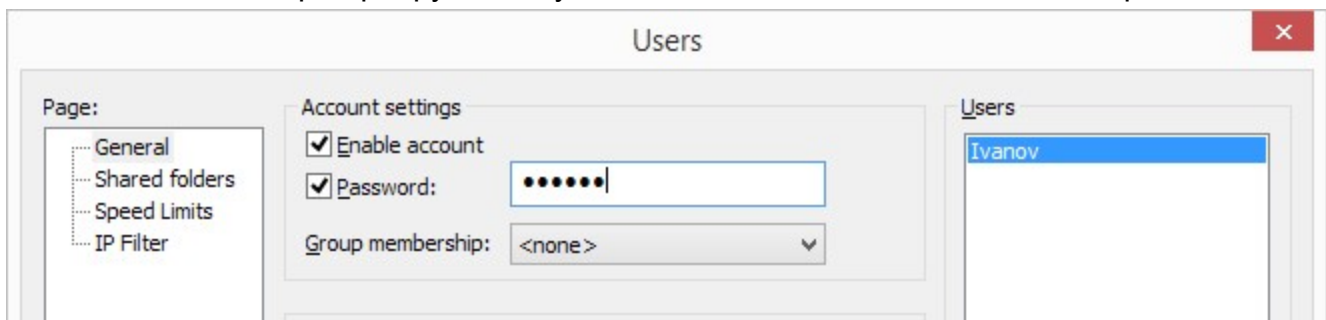 Users
Page:
General
Shared folders
Speed Limits
IP Filter
Account settings
Enable account
Password: ••••••
Group membership: <none>
Users
Ivanov